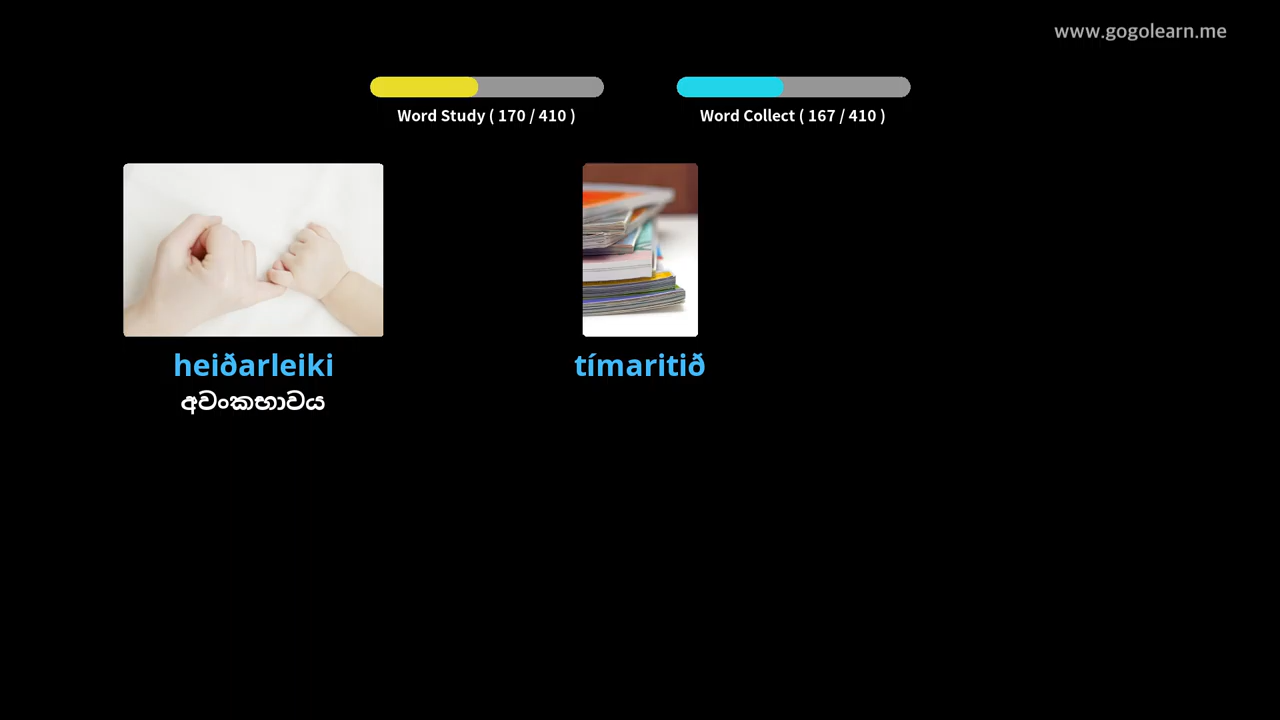 www.gogolearn.me
Word Study ( 170 / 410 )
Word Collect ( 167 / 410 )
heiðarleiki
අවංකභාවය
tímaritið